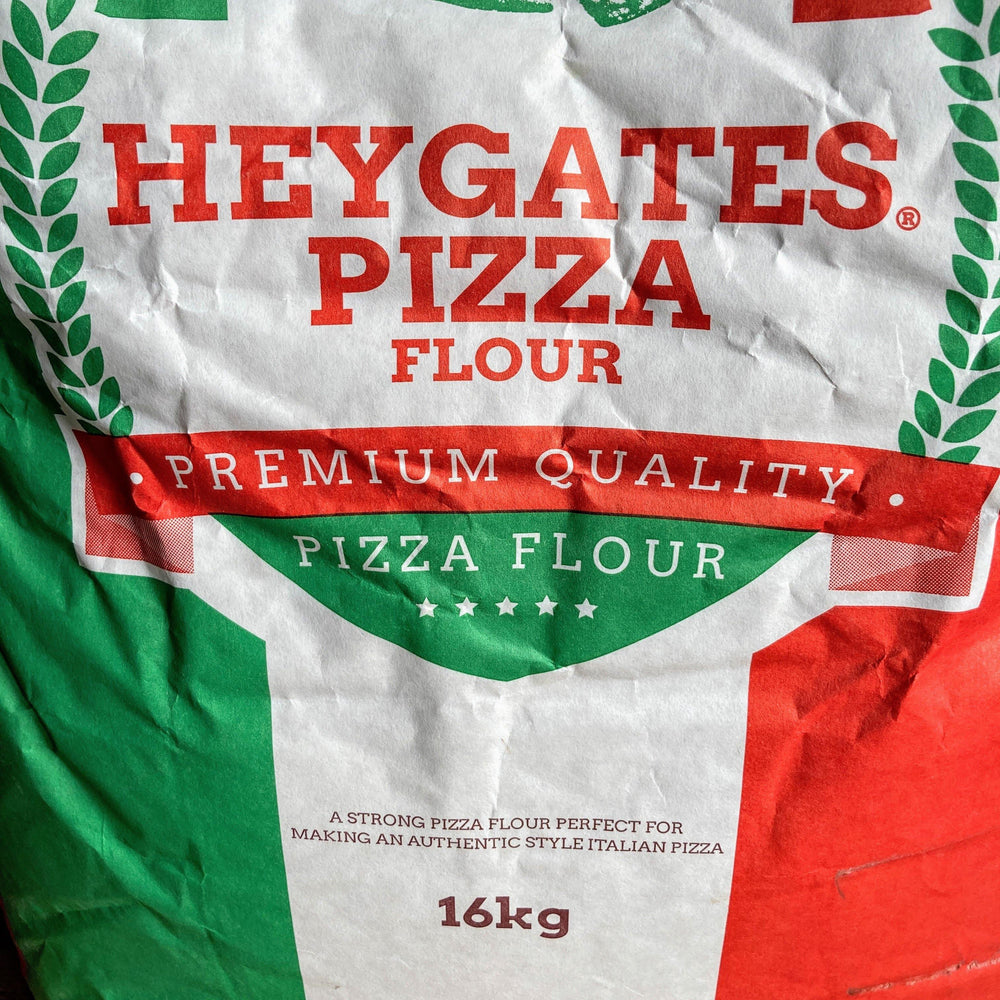 HEYGATES®
PIZZA
FLOUR
· PREMIUM QUALITY ·
PIZZA FLOUR
A STRONG PIZZA FLOUR PERFECT FOR
MAKING AN AUTHENTIC STYLE ITALIAN PIZZA
16kg